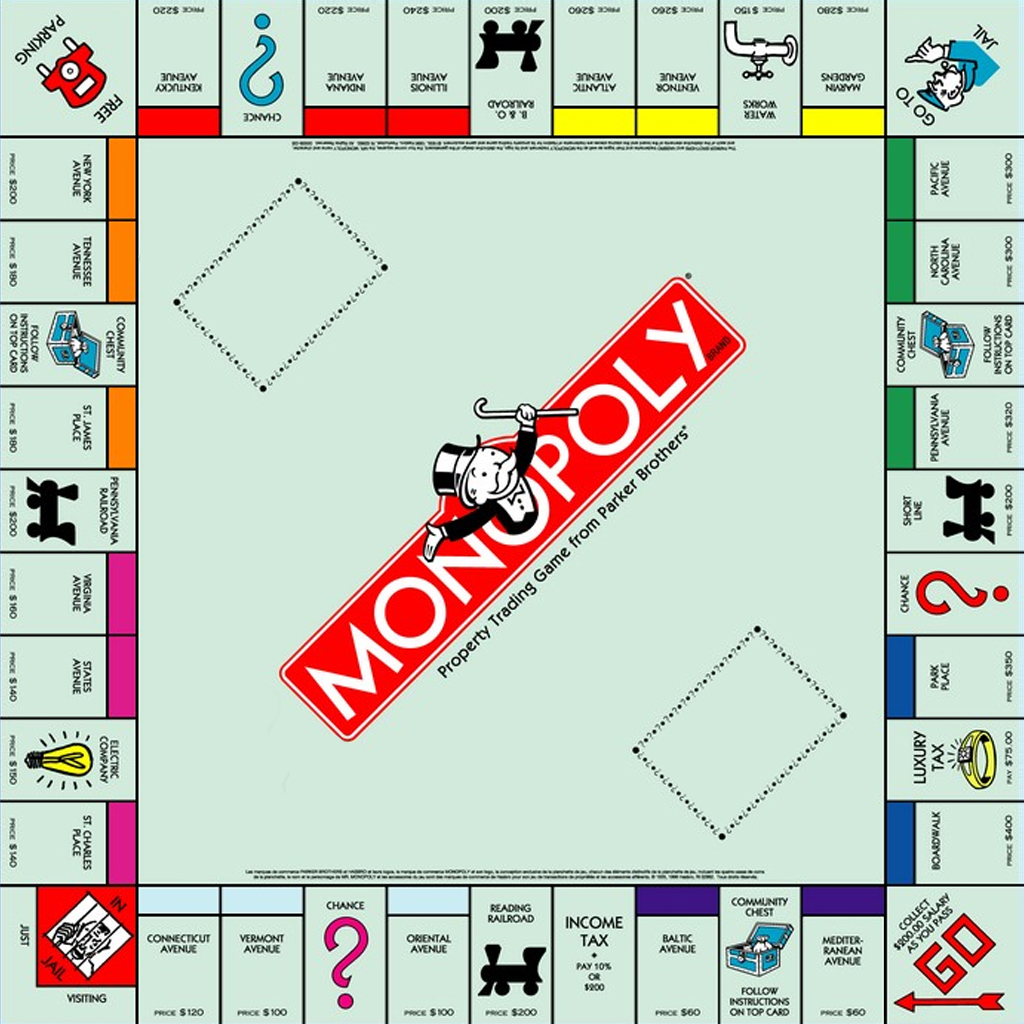 FREE
PARKING
PRICE $220
KENTUCKY
AVENUE
CHANCE
PRICE $220
INDIANA
AVENUE
PRICE $240
ILLINOIS
AVENUE
PRICE $200
B. & O.
RAILROAD
PRICE $260
ATLANTIC
AVENUE
PRICE $260
VENTNOR
AVENUE
PRICE $150
WATER
WORKS
PRICE $280
MARVIN
GARDENS
GO TO
JAIL
NEW YORK
AVENUE
PRICE $200
TENNESSEE
AVENUE
PRICE $180
COMMUNITY
CHEST
FOLLOW
INSTRUCTIONS
ON TOP CARD
ST. JAMES
PLACE
PRICE $180
PENNSYLVANIA
RAILROAD
PRICE $200
VIRGINIA
AVENUE
PRICE $160
STATES
AVENUE
PRICE $140
ELECTRIC
COMPANY
PRICE $150
ST. CHARLES
PLACE
PRICE $140
MONOPOLY
BRAND
®
Property Trading Game from Parker Brothers®
PACIFIC
AVENUE
PRICE $300
NORTH
CAROLINA
AVENUE
PRICE $300
COMMUNITY
CHEST
FOLLOW
INSTRUCTIONS
ON TOP CARD
PENNSYLVANIA
AVENUE
PRICE $320
SHORT
LINE
PRICE $200
CHANCE
PARK
PLACE
PRICE $350
LUXURY
TAX
PAY $75.00
BOARDWALK
PRICE $400
IN
JAIL
JUST
VISITING
CONNECTICUT
AVENUE
PRICE $120
VERMONT
AVENUE
PRICE $100
CHANCE
ORIENTAL
AVENUE
PRICE $100
READING
RAILROAD
PRICE $200
INCOME
TAX
PAY 10%
OR
$200
BALTIC
AVENUE
PRICE $60
COMMUNITY
CHEST
FOLLOW
INSTRUCTIONS
ON TOP CARD
MEDITER-
RANEAN
AVENUE
PRICE $60
COLLECT
$200.00 SALARY
AS YOU PASS
GO